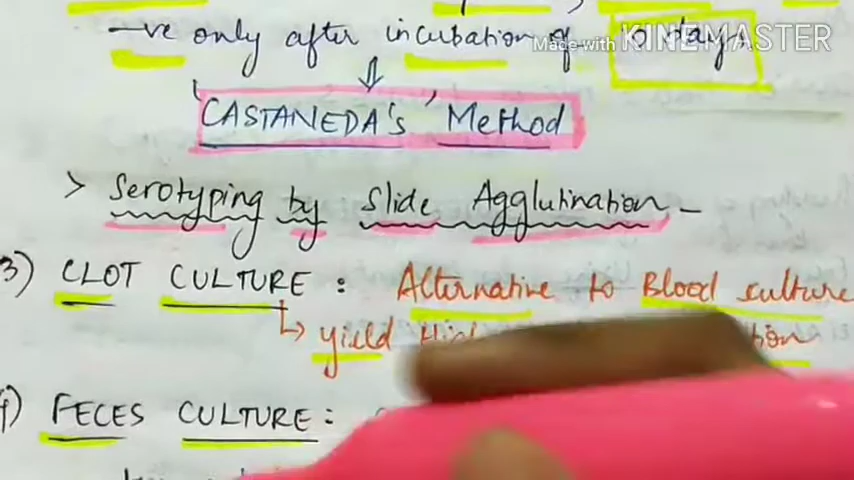 -ve only after incubation of days
Made with KINEMASTER
'CASTANEDA's' Method
> Serotyping by Slide Agglutination -
3) CLOT CULTURE : Alternative to Blood culture
↳ yield
FECES CULTURE :